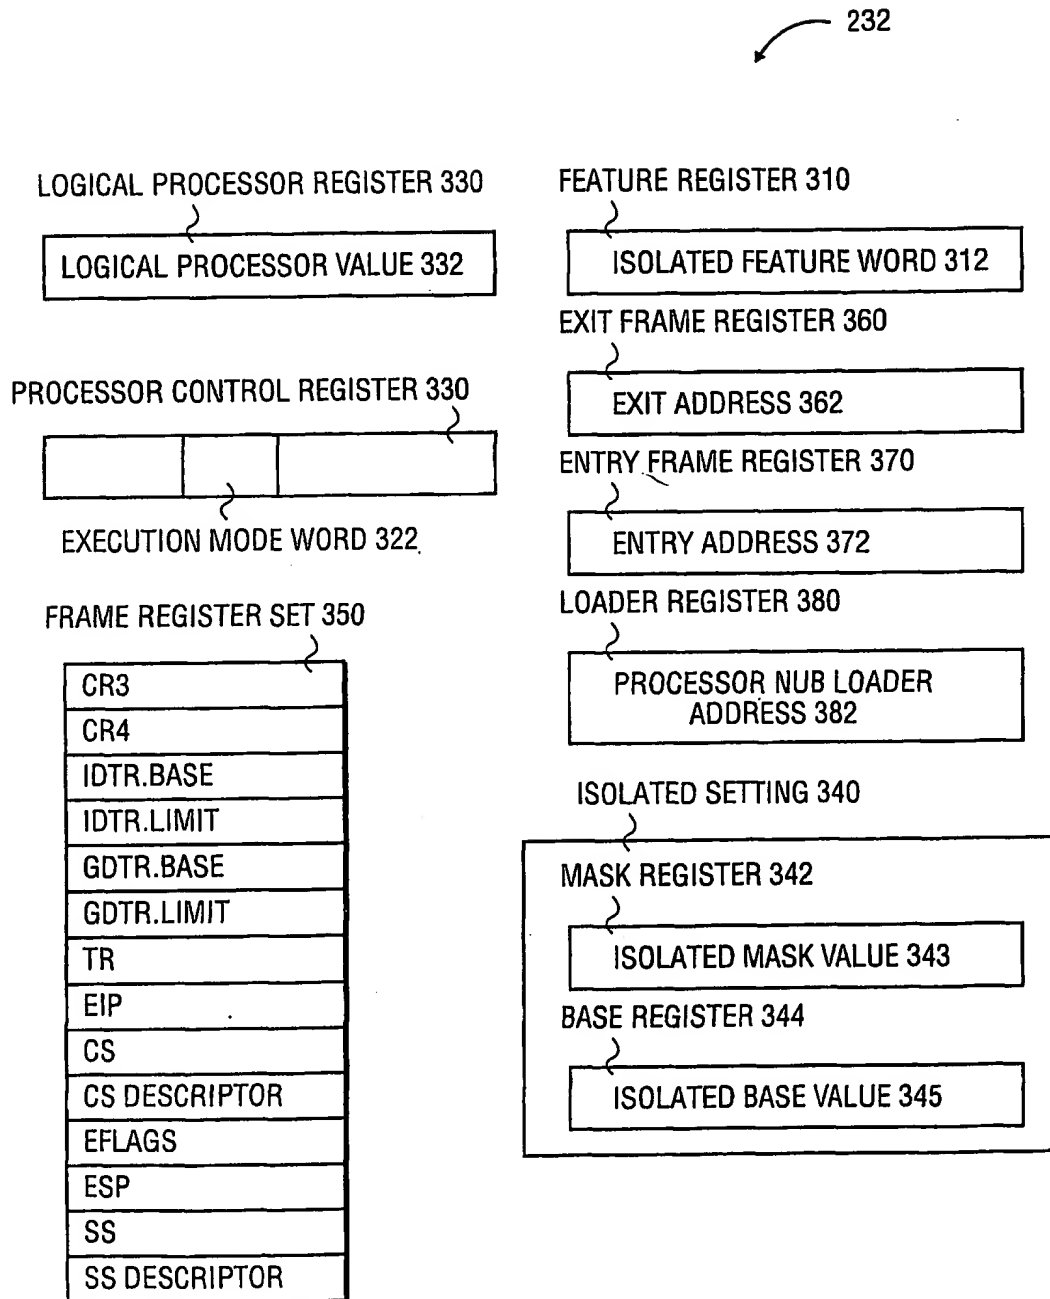 232
LOGICAL PROCESSOR REGISTER 330
LOGICAL PROCESSOR VALUE 332
PROCESSOR CONTROL REGISTER 330
EXECUTION MODE WORD 322
FRAME REGISTER SET 350
CR3
CR4
IDTR.BASE
IDTR.LIMIT
GDTR.BASE
GDTR.LIMIT
TR
EIP
CS
CS DESCRIPTOR
EFLAGS
ESP
SS
SS DESCRIPTOR
FEATURE REGISTER 310
ISOLATED FEATURE WORD 312
EXIT FRAME REGISTER 360
EXIT ADDRESS 362
ENTRY FRAME REGISTER 370
ENTRY ADDRESS 372
LOADER REGISTER 380
PROCESSOR NUB LOADER
ADDRESS 382
ISOLATED SETTING 340
MASK REGISTER 342
ISOLATED MASK VALUE 343
BASE REGISTER 344
ISOLATED BASE VALUE 345